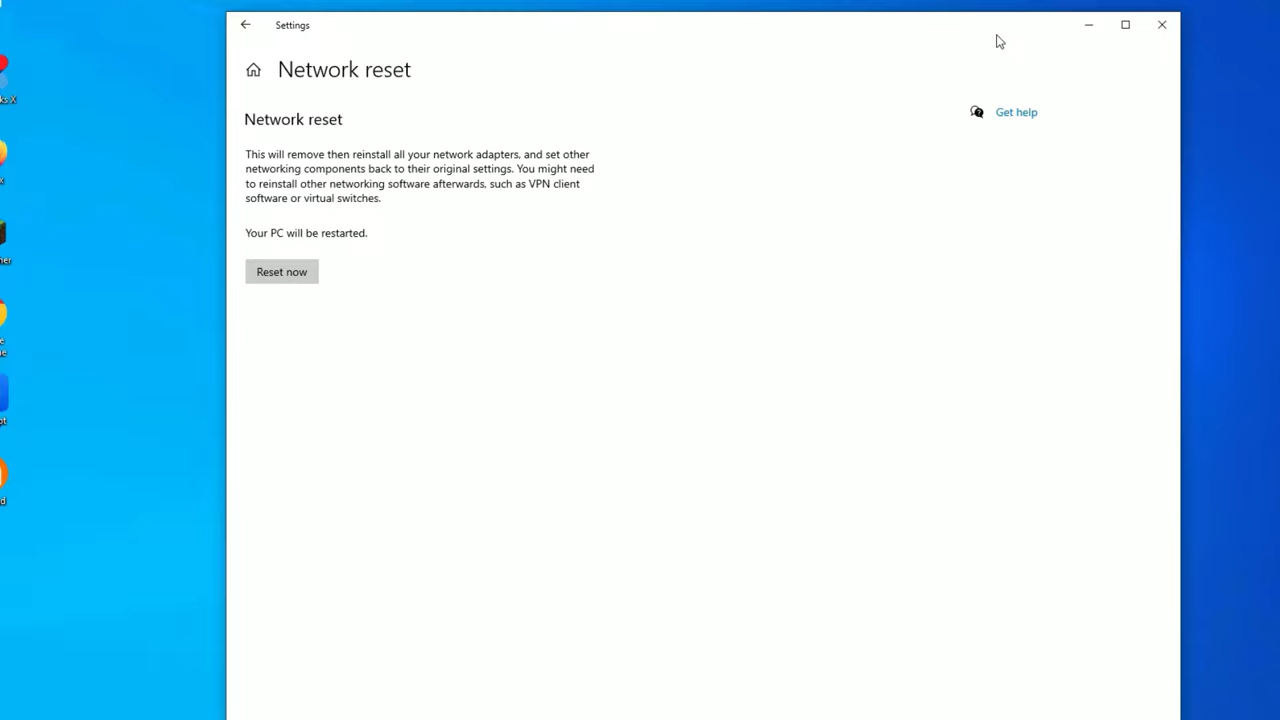 Settings
Network reset
Get help
Network reset
This will remove then reinstall all your network adapters, and set other
networking components back to their original settings. You might need
to reinstall other networking software afterwards, such as VPN client
software or virtual switches.
Your PC will be restarted.
Reset now